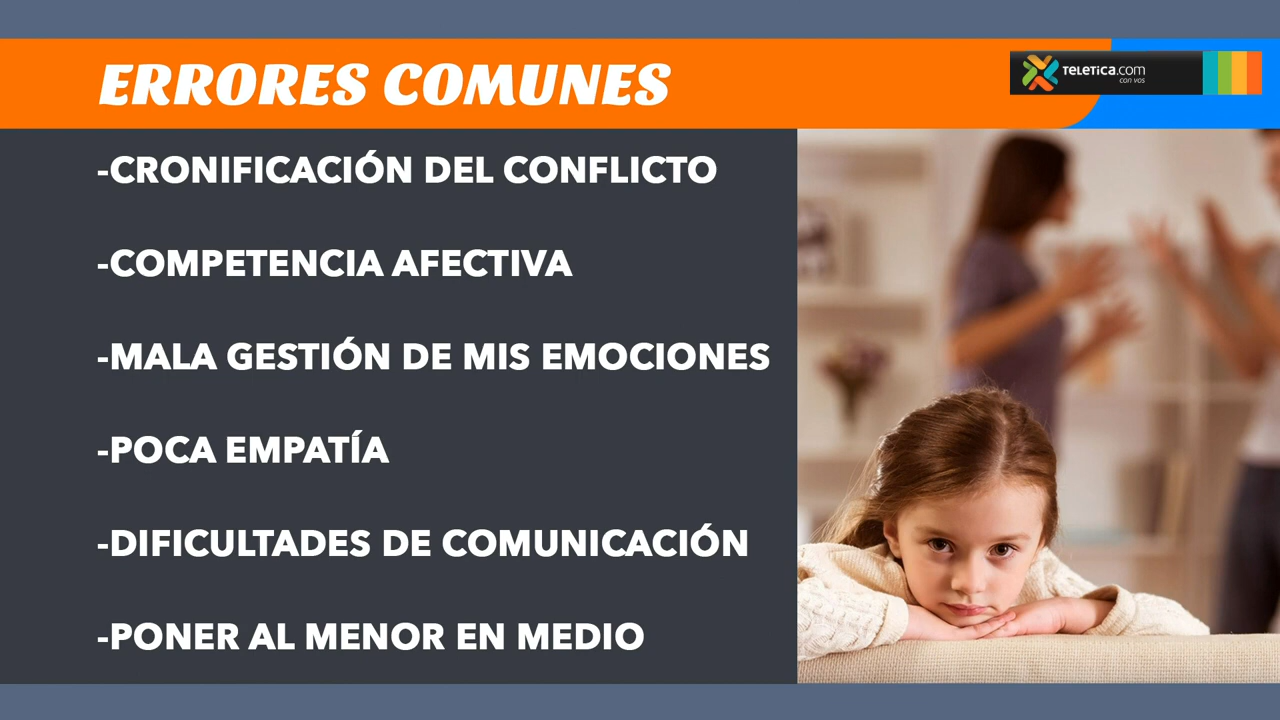 ERRORES COMUNES
TELETICA.COM
con vos
-CRONIFICACIÓN DEL CONFLICTO
-COMPETENCIA AFECTIVA
-MALA GESTIÓN DE MIS EMOCIONES
-POCA EMPATÍA
-DIFICULTADES DE COMUNICACIÓN
-PONER AL MENOR EN MEDIO